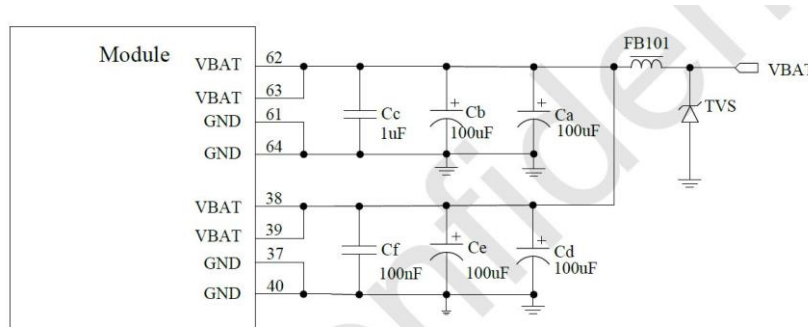 Module
VBAT 62
VBAT 63
GND 61
GND 64
Cc
1uF
+
Cb
100uF
+
Ca
100uF
FB101
VBAT
TVS
VBAT 38
VBAT 39
GND 37
GND 40
Cf
100nF
+
Ce
100uF
+
Cd
100uF
nfiden